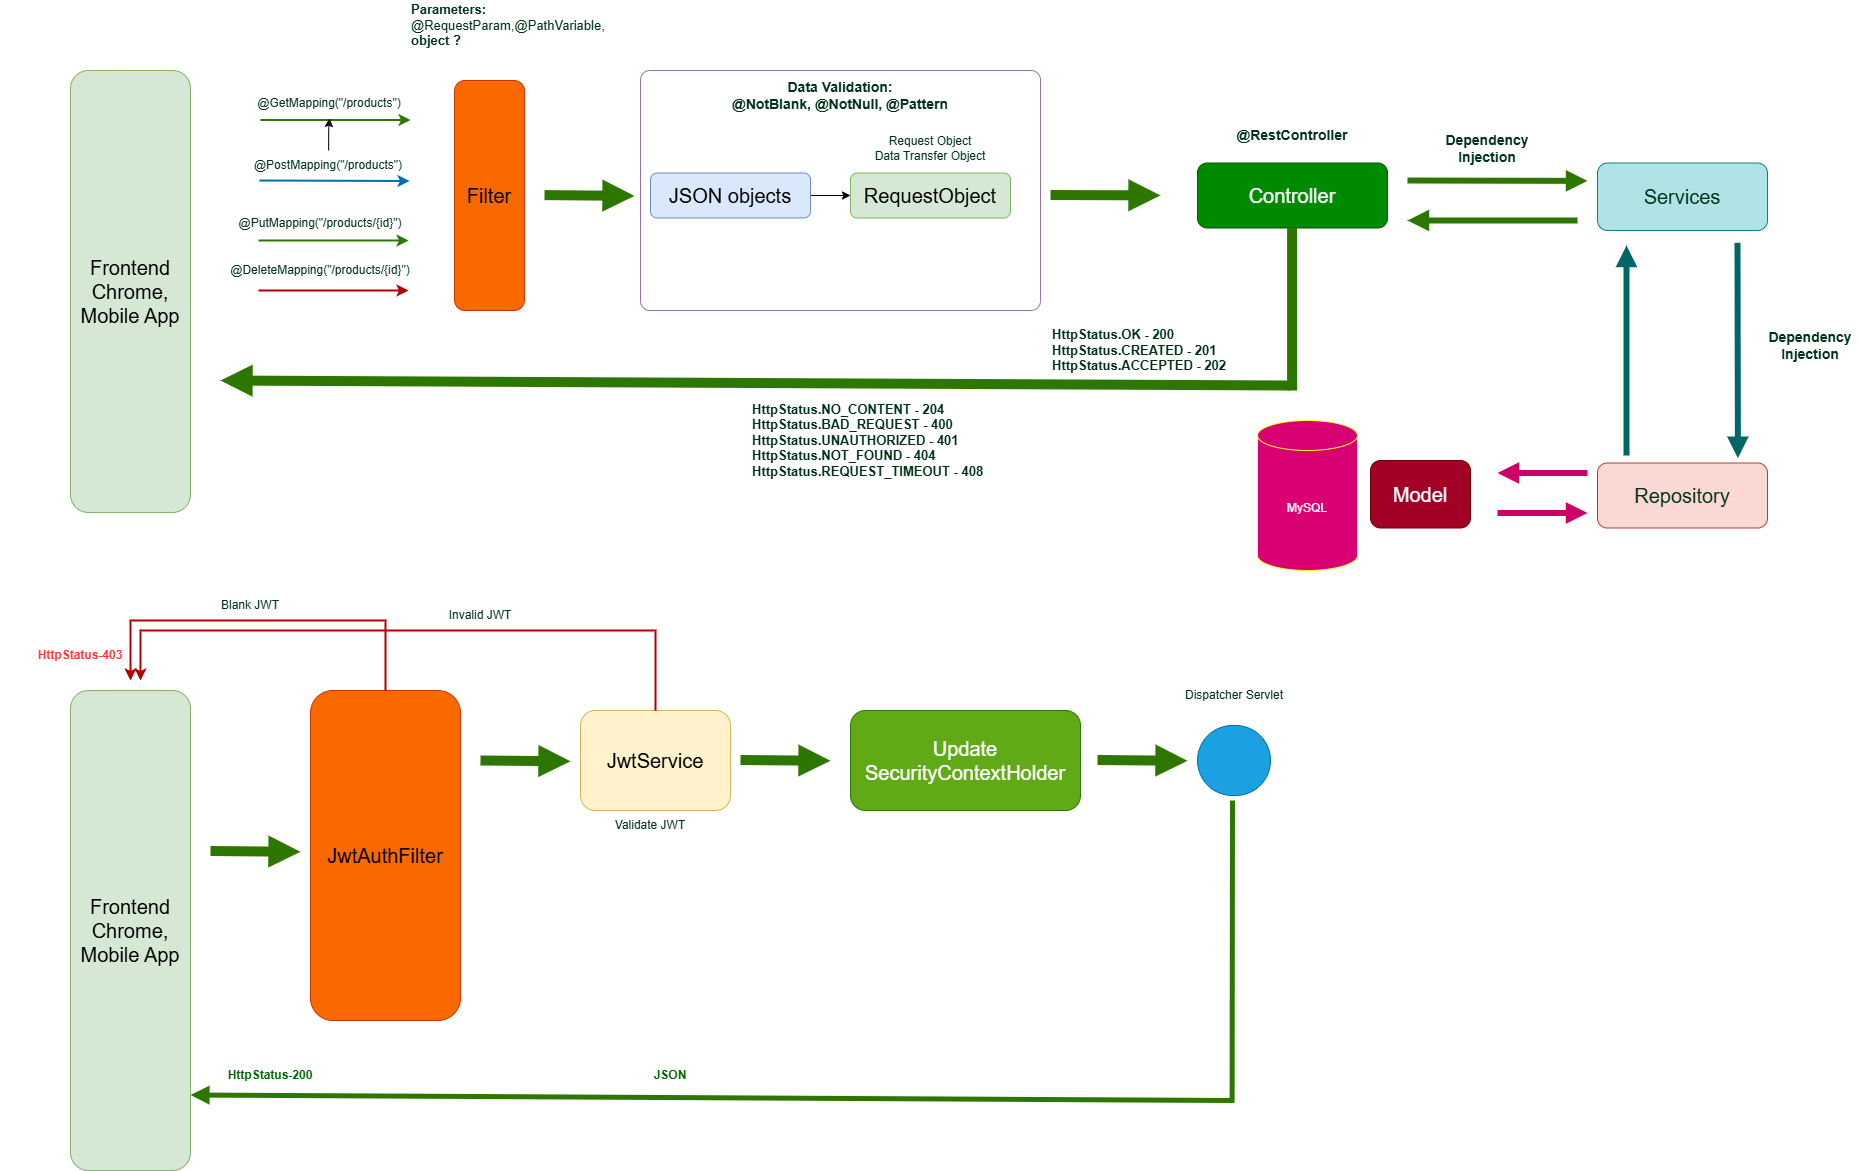 Parameters:
@RequestParam,@PathVariable,
object ?
Frontend
Chrome,
Mobile App
@GetMapping("/products")
@PostMapping("/products")
@PutMapping("/products/{id}")
@DeleteMapping("/products/{id}")
Filter
Data Validation:
@NotBlank, @NotNull, @Pattern
Request Object
Data Transfer Object
JSON objects
RequestObject
@RestController
Controller
Dependency
Injection
Services
Dependency
Injection
HttpStatus.OK - 200
HttpStatus.CREATED - 201
HttpStatus.ACCEPTED - 202
HttpStatus.NO_CONTENT - 204
HttpStatus.BAD_REQUEST - 400
HttpStatus.UNAUTHORIZED - 401
HttpStatus.NOT_FOUND - 404
HttpStatus.REQUEST_TIMEOUT - 408
MySQL
Model
Repository
Blank JWT
Invalid JWT
HttpStatus-403
Frontend
Chrome,
Mobile App
JwtAuthFilter
JwtService
Validate JWT
Update
SecurityContextHolder
Dispatcher Servlet
HttpStatus-200
JSON